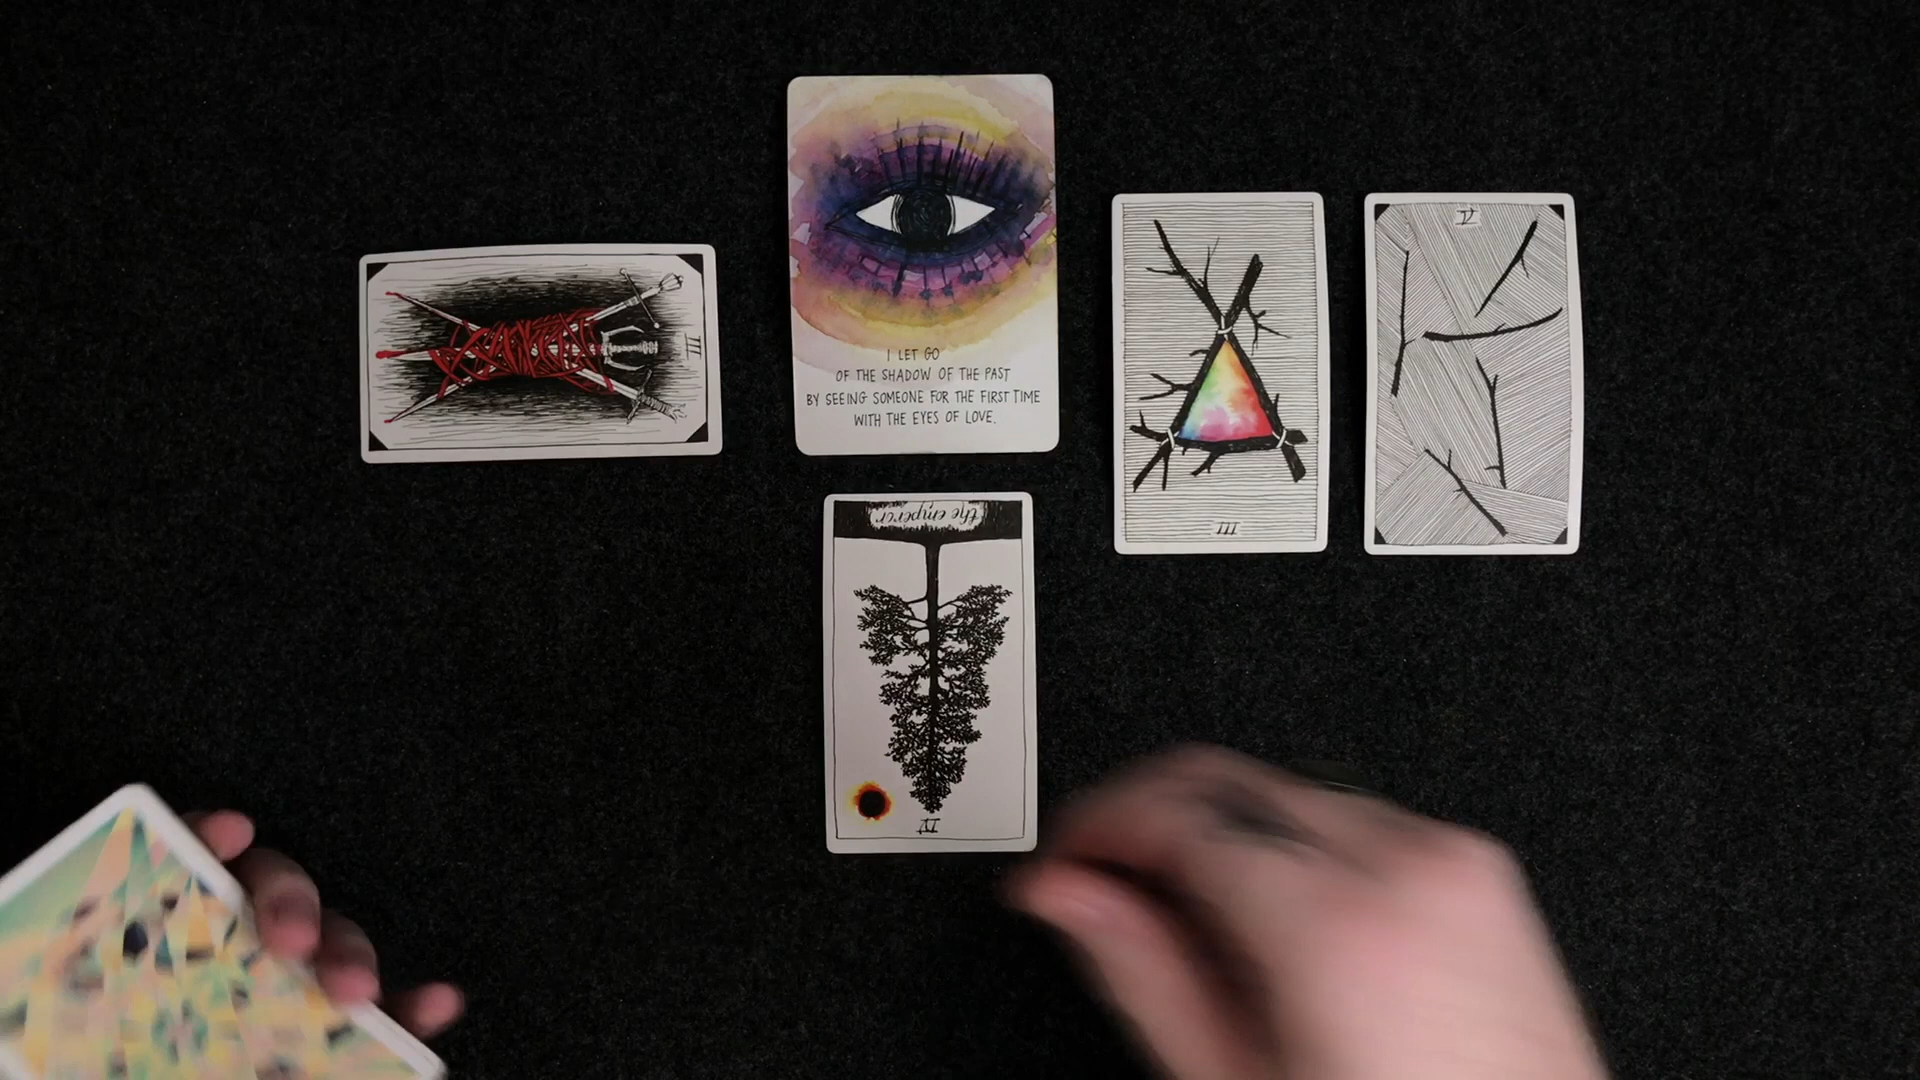 III
I LET GO
OF THE SHADOW OF THE PAST
BY SEEING SOMEONE FOR THE FIRST TIME
WITH THE EYES OF LOVE.
III
V
the emperor
IV